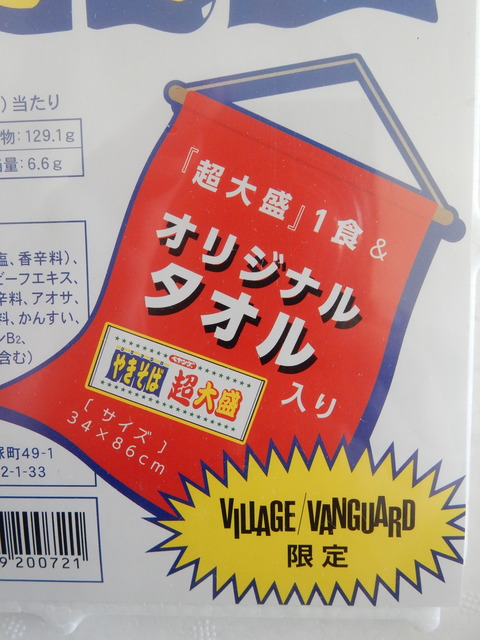 )当たり
物:129.1g
量:6.6g
塩、香辛料)、
ビーフエキス、
辛料、アオサ、
料、かんすい、
ンB₂、
含む)
『超大盛』1食&
オリジナル
タオル
入り
ペヤング
やきそば
超大盛
[サイズ]
34×86cm
塚町49-1
2-1-33
9200721
VILLAGE/VANGUARD
限定